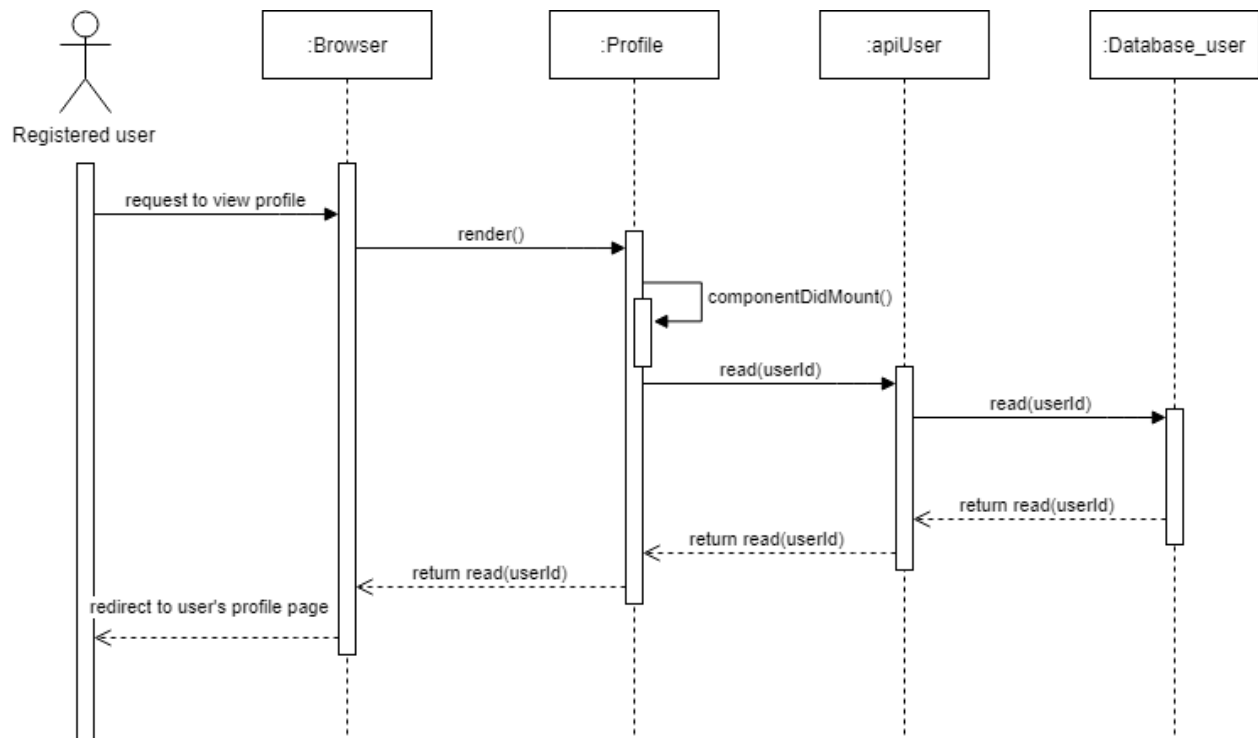 :Browser
:Profile
:apiUser
:Database_user
Registered user
request to view profile
render()
componentDidMount()
read(userId)
read(userId)
return read(userId)
return read(userId)
return read(userId)
redirect to user's profile page